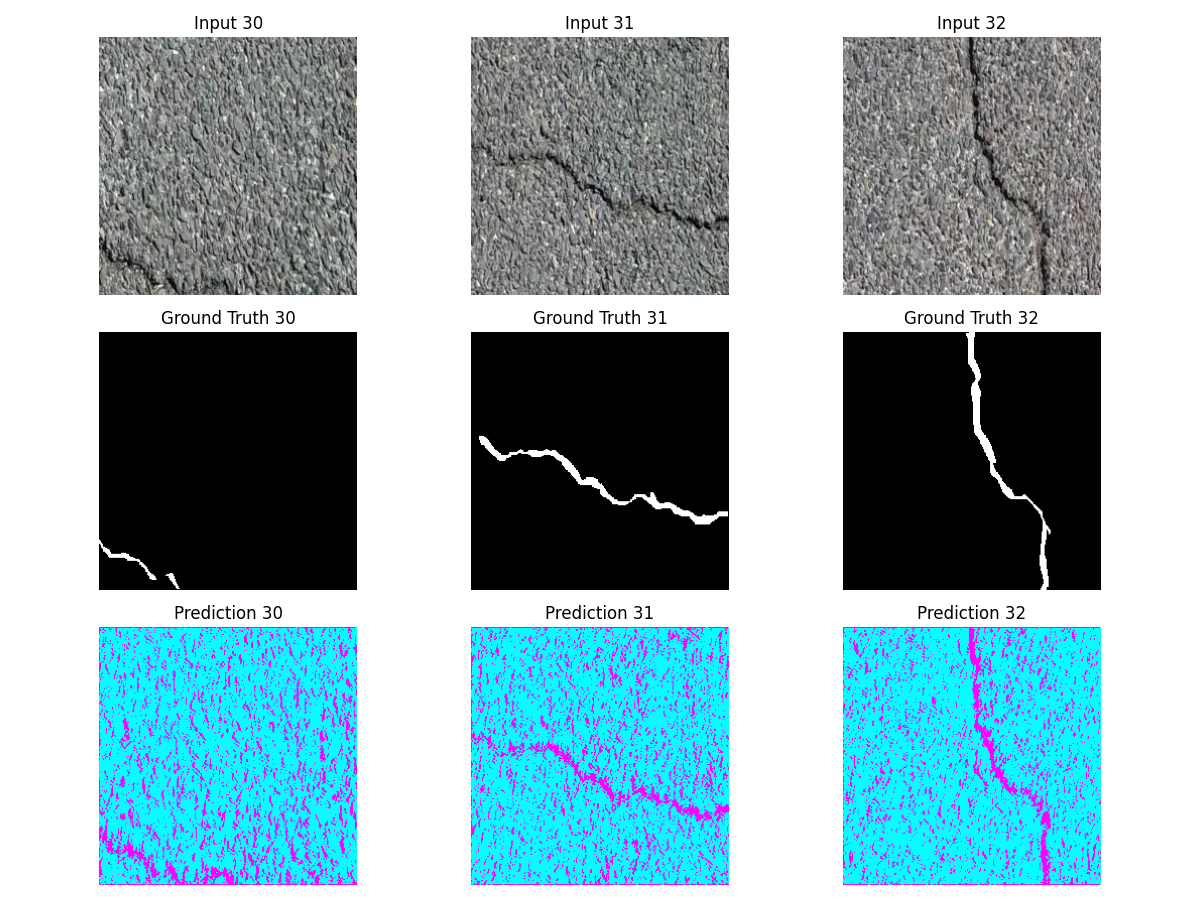 Input 30
Input 31
Input 32
Ground Truth 30
Ground Truth 31
Ground Truth 32
Prediction 30
Prediction 31
Prediction 32